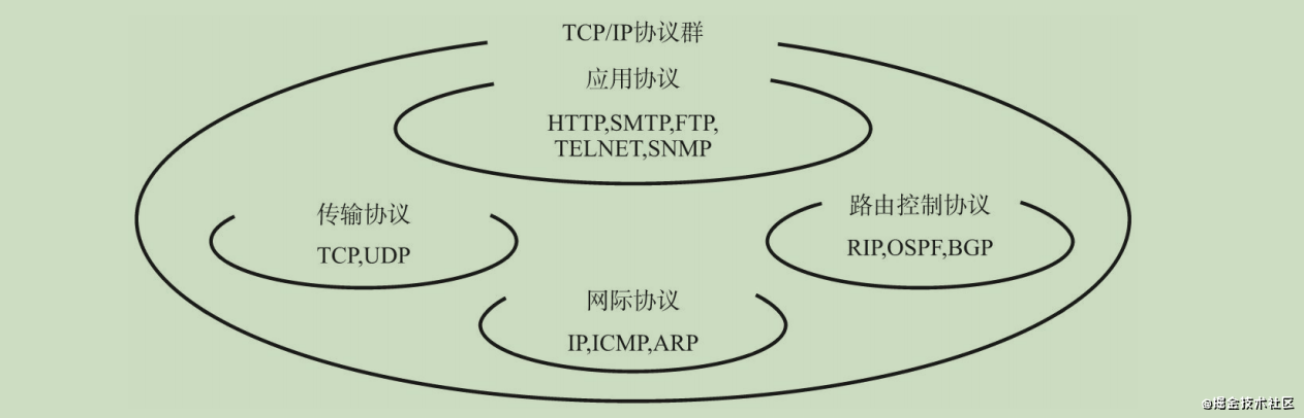 TCP/IP协议群
应用协议
HTTP,SMTP,FTP,
TELNET,SNMP
传输协议
TCP,UDP
路由控制协议
RIP,OSPF,BGP
网际协议
IP,ICMP,ARP
@掘金技术社区